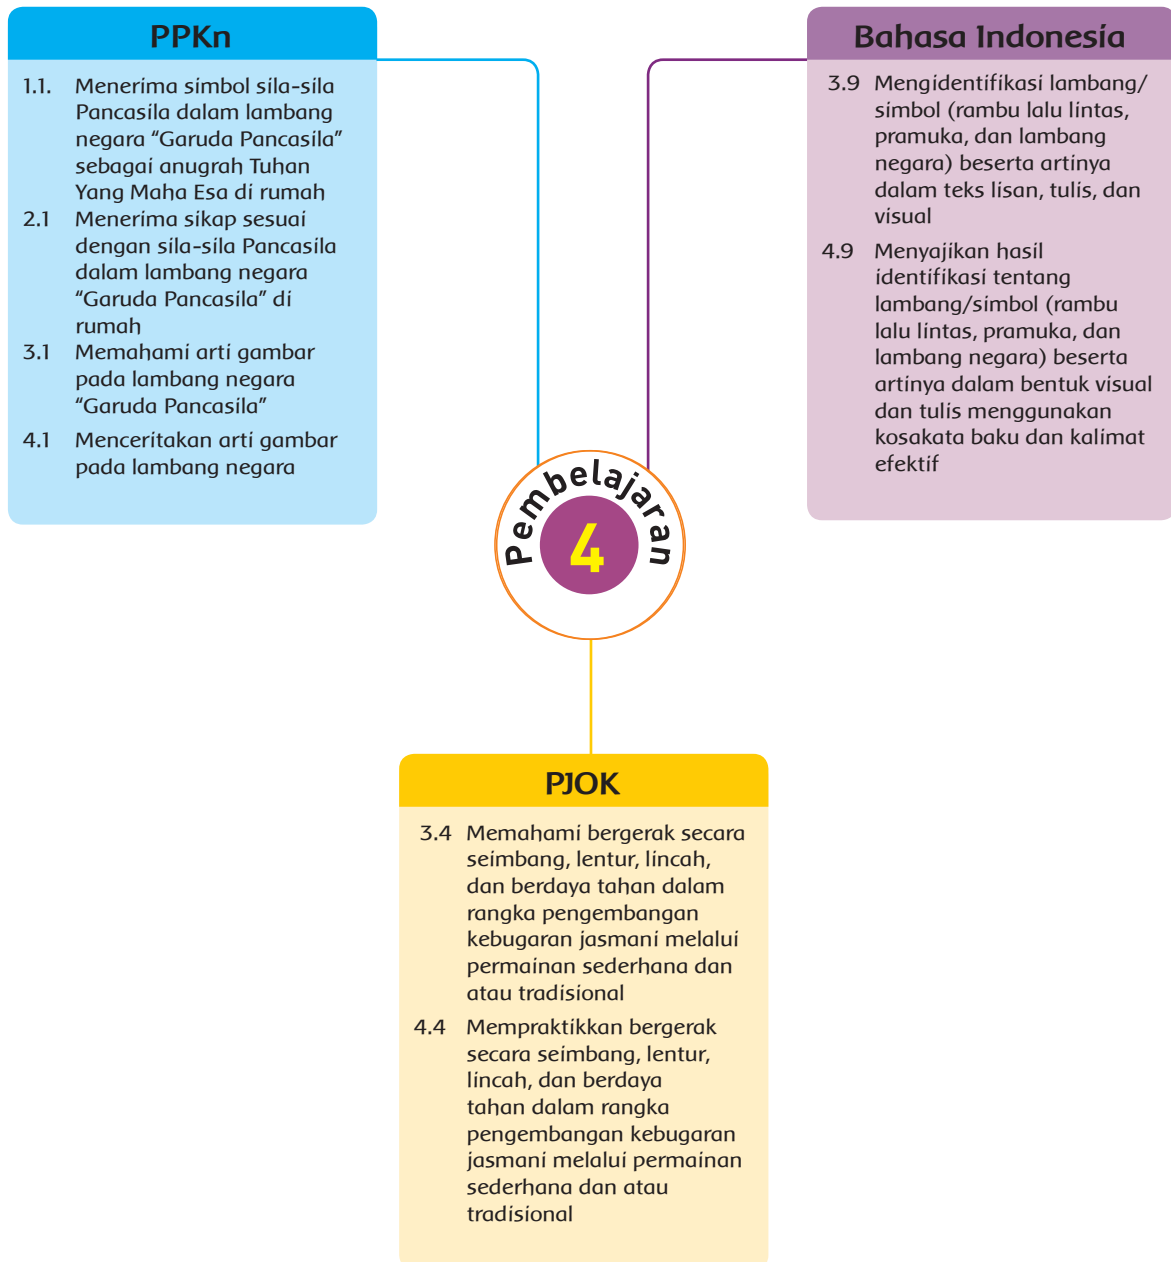 PPKn
1.1. Menerima simbol sila-sila
Pancasila dalam lambang
negara “Garuda Pancasila”
sebagai anugrah Tuhan
Yang Maha Esa di rumah
2.1 Menerima sikap sesuai
dengan sila-sila Pancasila
dalam lambang negara
“Garuda Pancasila” di
rumah
3.1 Memahami arti gambar
pada lambang negara
“Garuda Pancasila”
4.1 Menceritakan arti gambar
pada lambang negara
Bahasa Indonesia
3.9 Mengidentifikasi lambang/
simbol (rambu lalu lintas,
pramuka, dan lambang
negara) beserta artinya
dalam teks lisan, tulis, dan
visual
4.9 Menyajikan hasil
identifikasi tentang
lambang/simbol (rambu
lalu lintas, pramuka, dan
lambang negara) beserta
artinya dalam bentuk visual
dan tulis menggunakan
kosakata baku dan kalimat
efektif
Pembelajaran
4
PJOK
3.4 Memahami bergerak secara
seimbang, lentur, lincah,
dan berdaya tahan dalam
rangka pengembangan
kebugaran jasmani melalui
permainan sederhana dan
atau tradisional
4.4 Mempraktikkan bergerak
secara seimbang, lentur,
lincah, dan berdaya
tahan dalam rangka
pengembangan kebugaran
jasmani melalui permainan
sederhana dan atau
tradisional